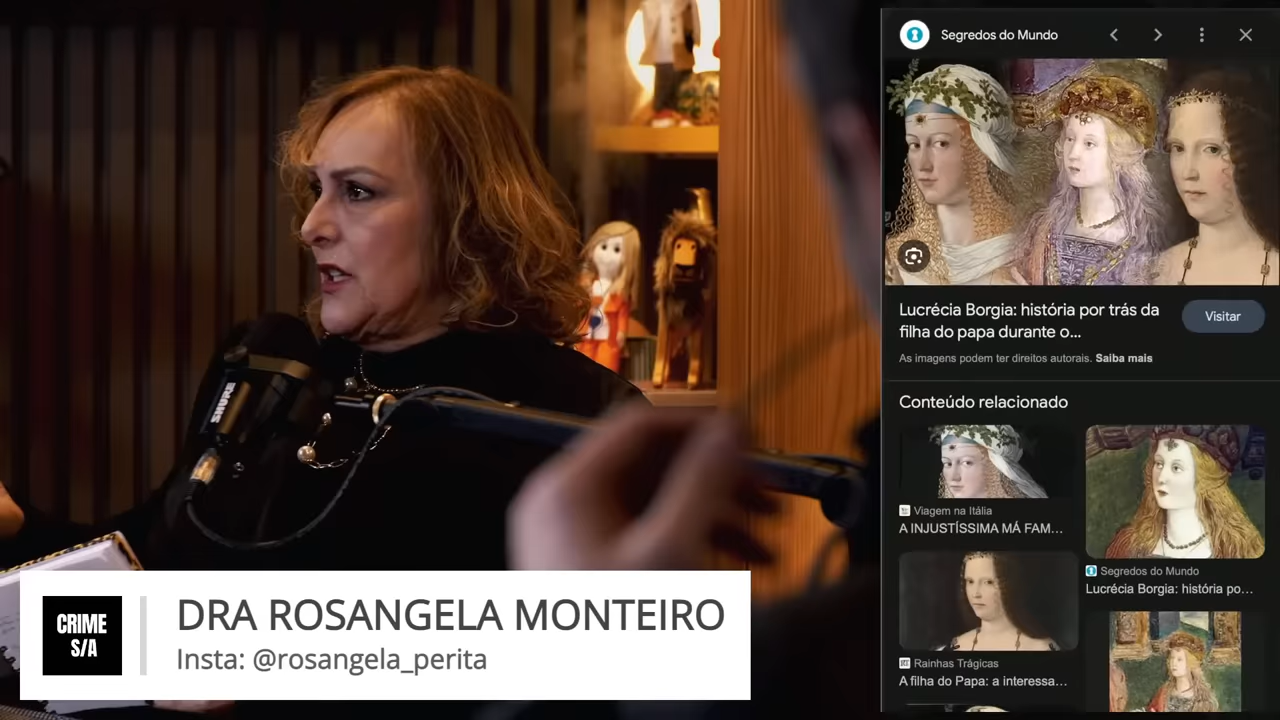 SHURE
CRIME
S/A
DRA ROSANGELA MONTEIRO
Insta: @rosangela_perita
Segredos do Mundo
Lucrécia Borgia: história por trás da
filha do papa durante o...
Visitar
As imagens podem ter direitos autorais. Saiba mais
Conteúdo relacionado
Viagem na Itália
A INJUSTÍSSIMA MÁ FAM...
Segredos do Mundo
Lucrécia Borgia: história po...
Rainhas Trágicas
A filha do Papa: a interessa...